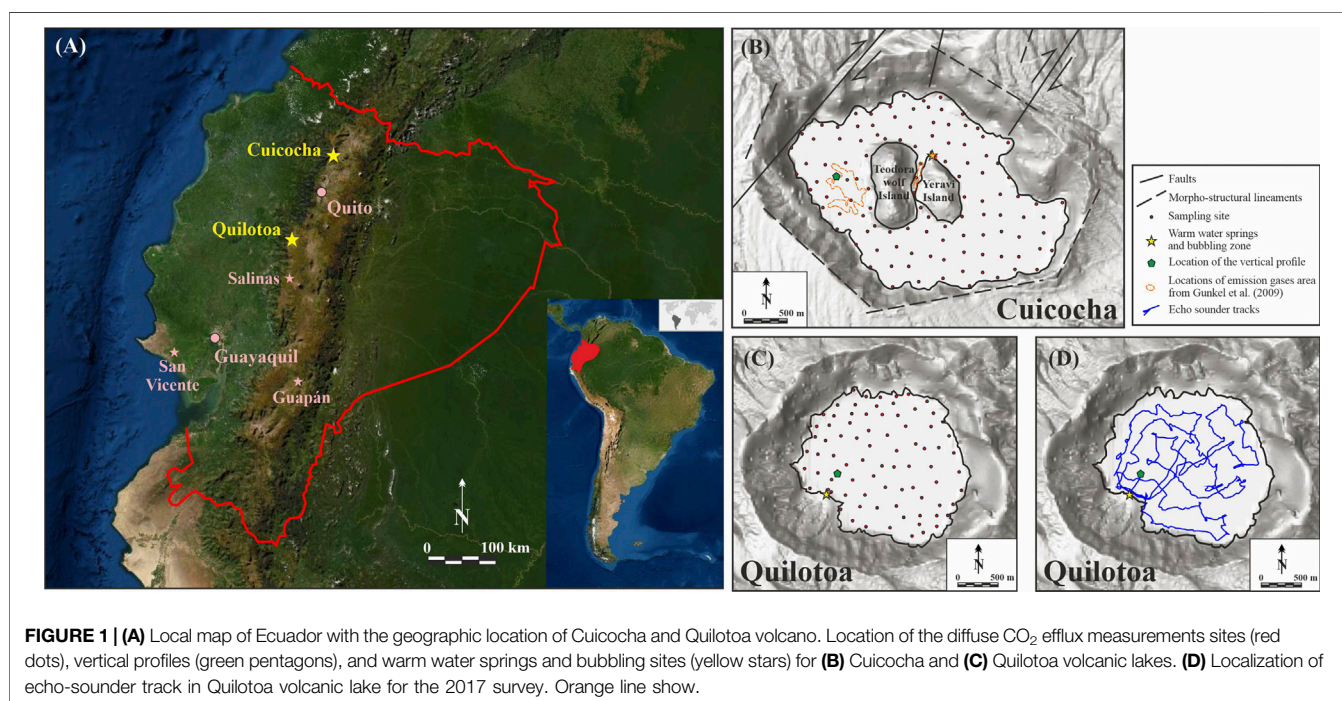 (A)
Cuicocha
Quito
Quilotoa
Salinas
Guayaquil
San
Vicente
Guapán
N
0 100 km
(B)
Teodora
wolf
Island
Yeravi
Island
N
0 500 m
Cuicocha
Faults
Morpho-structural lineaments
Sampling site
Warm water springs
and bubbling zone
Location of the vertical profile
Locations of emission gases area
from Gunkel et al. (2009)
Echo sounder tracks
(C)
Quilotoa
N
0 500 m
(D)
Quilotoa
N
0 500 m
FIGURE 1 | (A) Local map of Ecuador with the geographic location of Cuicocha and Quilotoa volcano. Location of the diffuse CO₂ efflux measurements sites (red
dots), vertical profiles (green pentagons), and warm water springs and bubbling sites (yellow stars) for (B) Cuicocha and (C) Quilotoa volcanic lakes. (D) Localization of
echo-sounder track in Quilotoa volcanic lake for the 2017 survey. Orange line show.